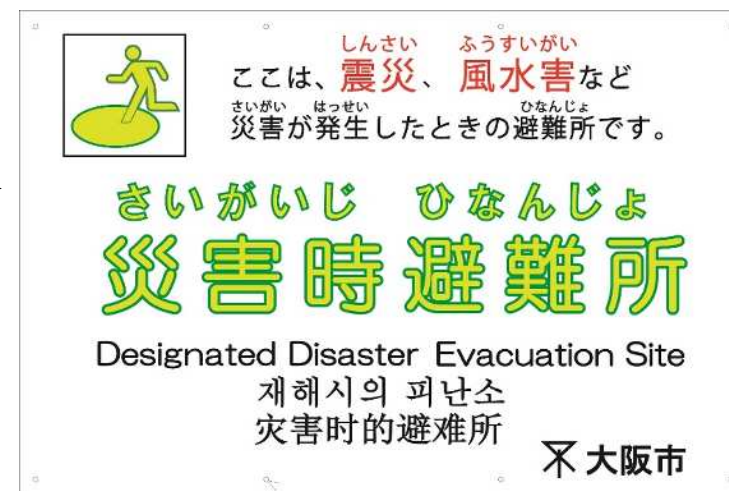 しんさい ふうすいがい
ここは、震災、風水害など
さいがい はっせい ひなんじょ
災害が発生したときの避難所です。
さいがいじ ひなんじょ
災害時避難所
Designated Disaster Evacuation Site
재해시의 피난소
灾害时的避难所
大阪市